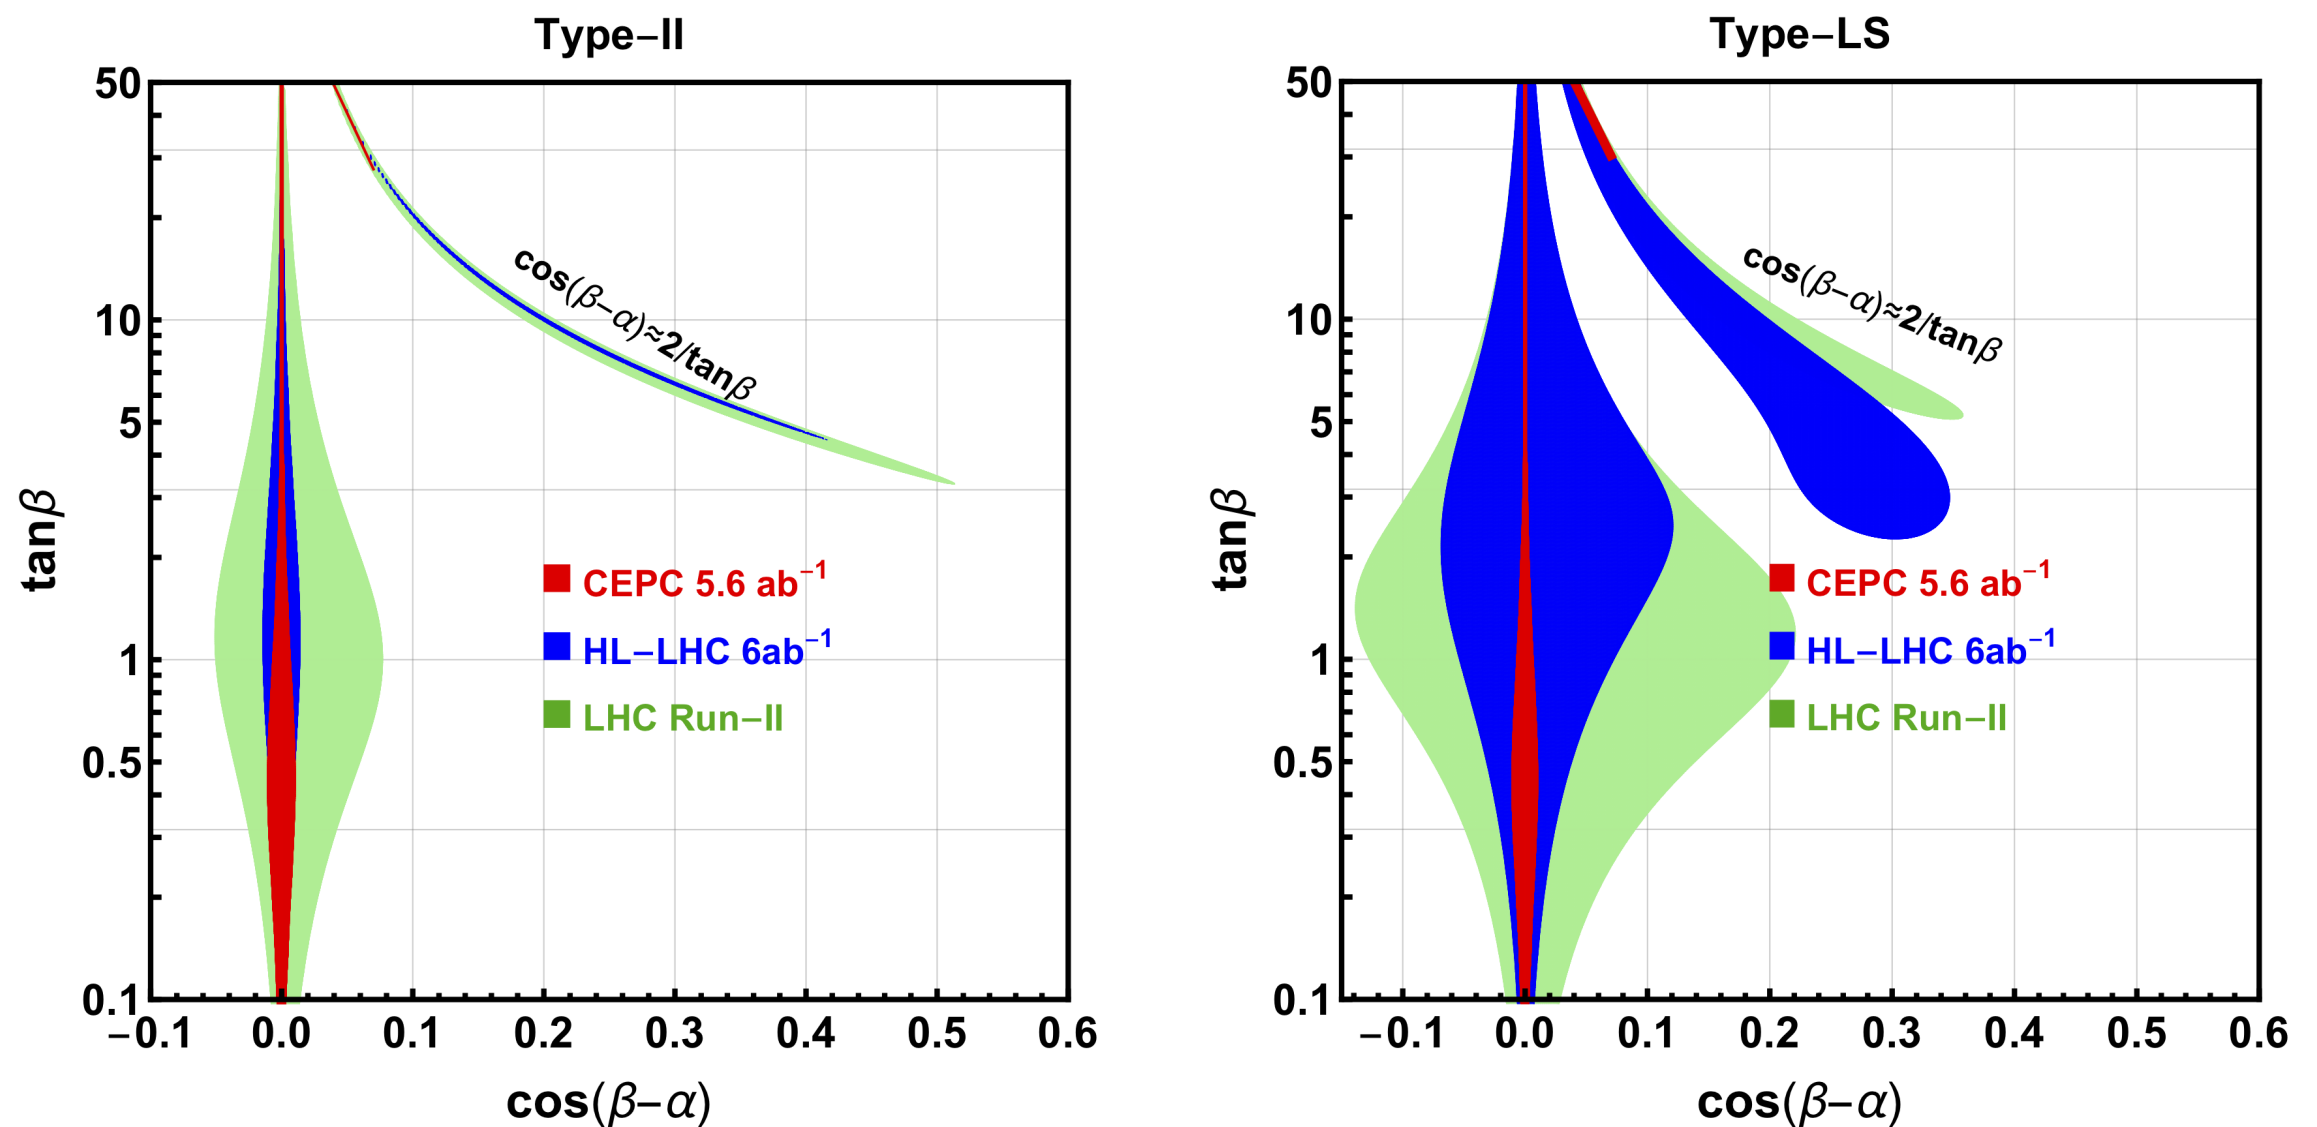 Type−II
50
10
5
1
0.5
0.1
tanβ
cos(β−α)≈2/tanβ
CEPC 5.6 ab⁻¹
HL−LHC 6ab⁻¹
LHC Run−II
−0.1 0.0 0.1 0.2 0.3 0.4 0.5 0.6
cos(β−α)
Type−LS
50
10
5
1
0.5
0.1
tanβ
cos(β−α)≈2/tanβ
CEPC 5.6 ab⁻¹
HL−LHC 6ab⁻¹
LHC Run−II
−0.1 0.0 0.1 0.2 0.3 0.4 0.5 0.6
cos(β−α)